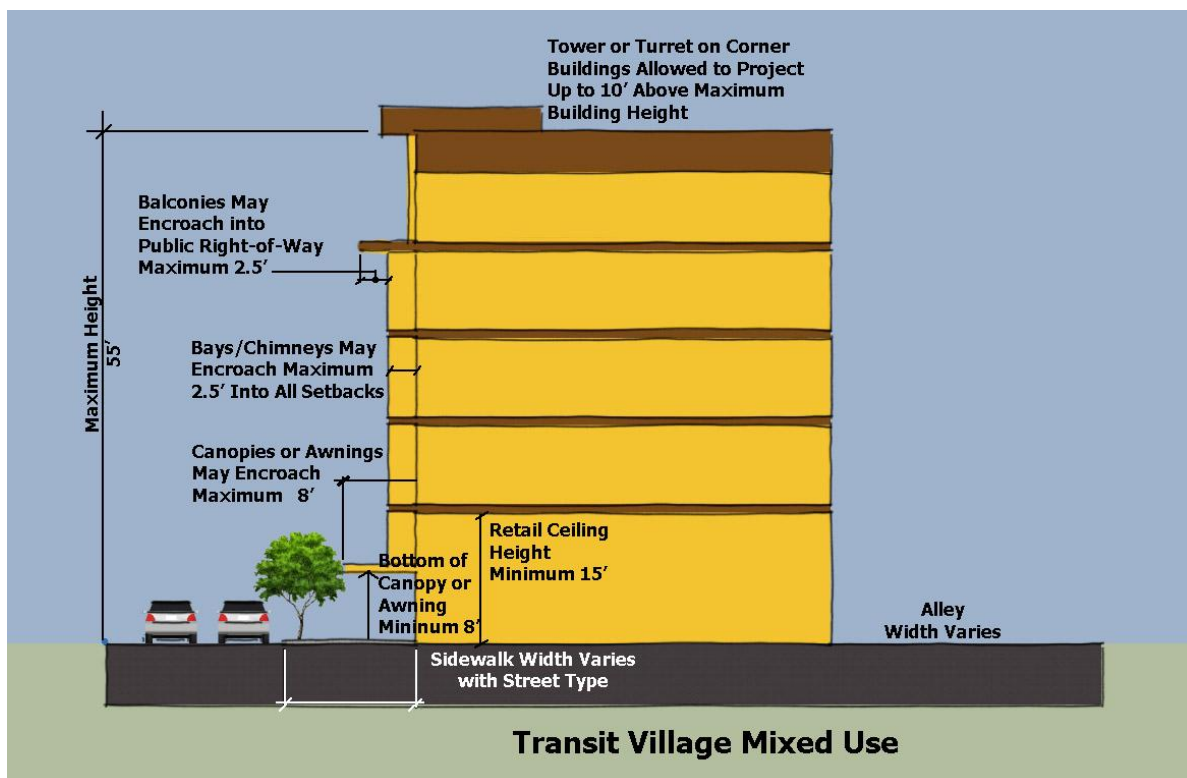 Tower or Turret on Corner
Buildings Allowed to Project
Up to 10′ Above Maximum
Building Height
Balconies May
Encroach into
Public Right-of-Way
Maximum 2.5′
Maximum Height
55′
Bays/Chimneys May
Encroach Maximum
2.5′ Into All Setbacks
Canopies or Awnings
May Encroach
Maximum 8′
Retail Ceiling
Height
Minimum 15′
Bottom of
Canopy or
Awning
Mininum 8′
Alley
Width Varies
Sidewalk Width Varies
with Street Type
Transit Village Mixed Use